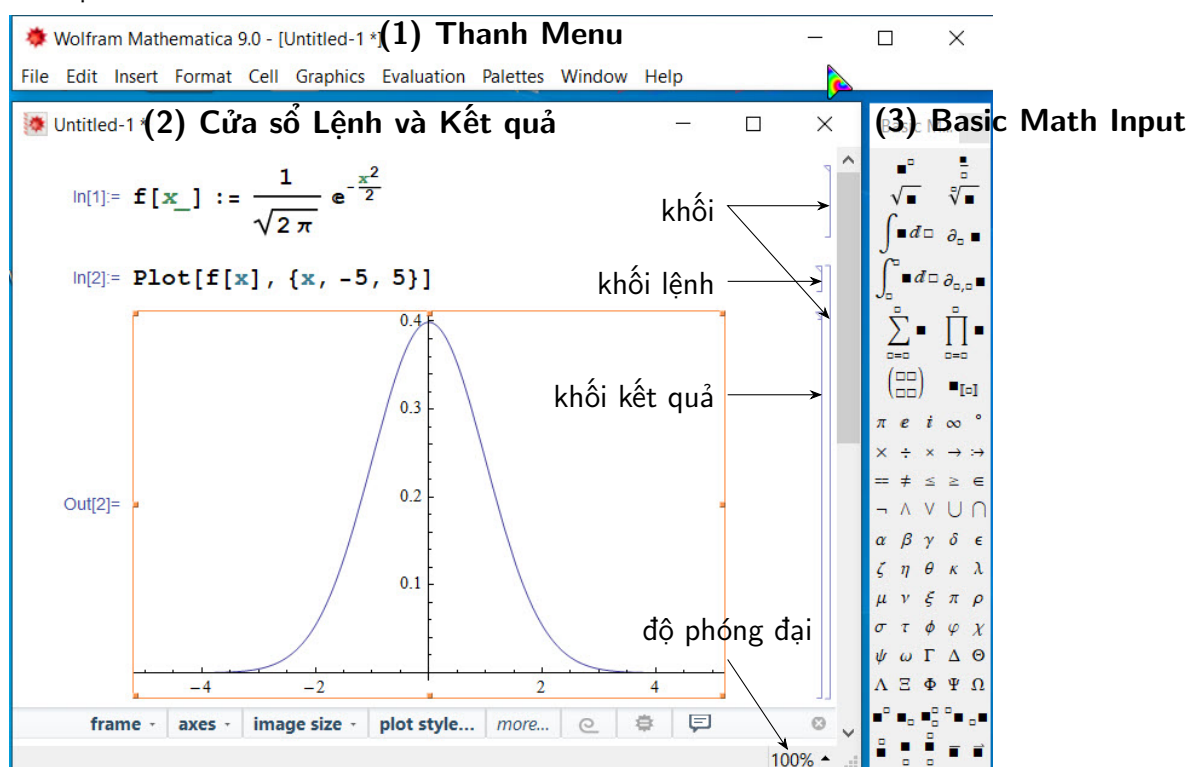 Wolfram Mathematica 9.0 - [Untitled-1 *]
(1) Thanh Menu
File Edit Insert Format Cell Graphics Evaluation Palettes Window Help
Untitled-1 *
(2) Cửa sổ Lệnh và Kết quả
(3) Basic Math Input
In[1]:= f[x_] := 1/√(2 π) ⅇ^(-x²/2)
khối
In[2]:= Plot[f[x], {x, -5, 5}]
khối lệnh
khối kết quả
Out[2]=
0.4
0.3
0.2
0.1
−4 −2 2 4
độ phóng đại
frame axes image size plot style... more...
100%
■^□ ■/□
√■ □√■
∫■ⅆ□ ∂□ ■
∫□□ ■ⅆ□ ∂□,□ ■
∑ □=□ □ ■ ∏ □=□ □ ■
(□□ □□) ■[[□]]
π ⅇ ⅈ ∞ °
× ÷ × → :→
== ≠ ≤ ≥ ∈
¬ ∧ ∨ ∪ ∩
α β γ δ ϵ
ζ η θ κ λ
μ ν ξ π ρ
σ τ ϕ φ χ
ψ ω Γ Δ Θ
Λ Ξ Φ Ψ Ω